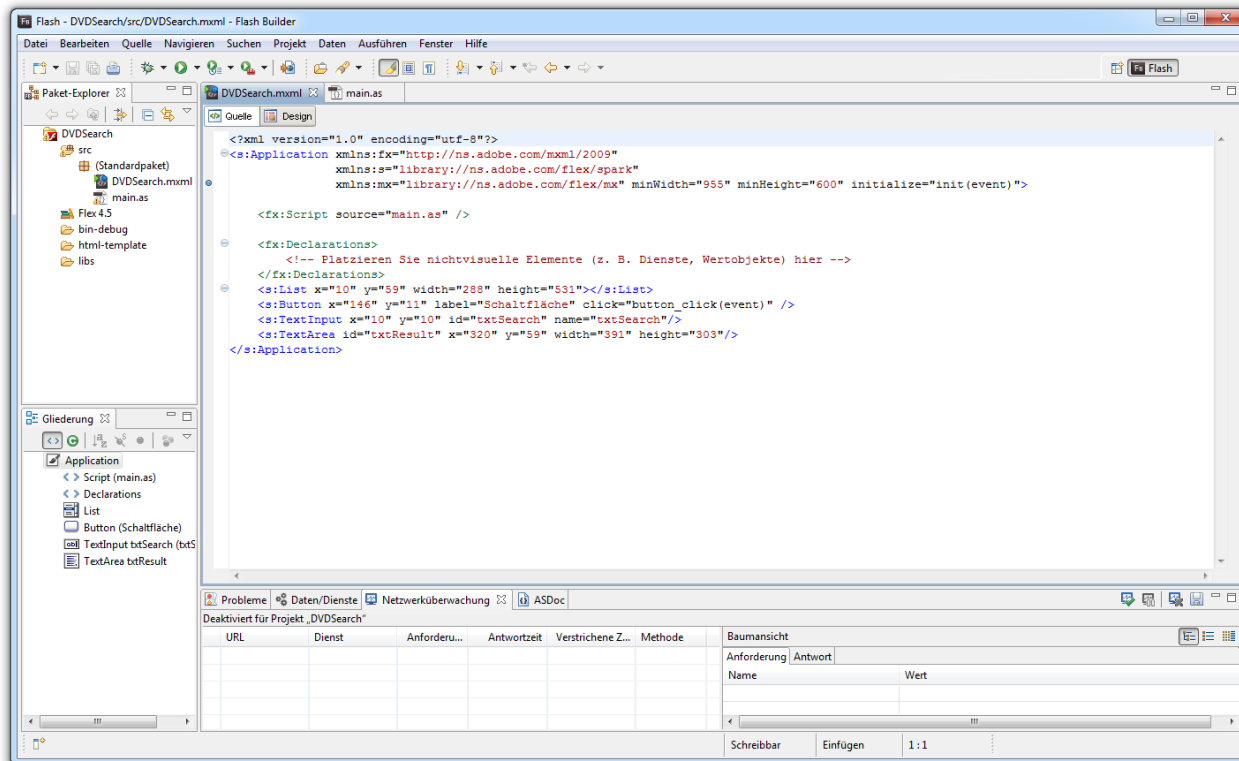 Flash - DVDSearch/src/DVDSearch.mxml - Flash Builder
Datei Bearbeiten Quelle Navigieren Suchen Projekt Daten Ausführen Fenster Hilfe
Fn Flash
Paket-Explorer
DVDSearch
src
(Standardpaket)
DVDSearch.mxml
main.as
Flex 4.5
bin-debug
html-template
libs
DVDSearch.mxml main.as
Quelle Design
<?xml version="1.0" encoding="utf-8"?>
<s:Application xmlns:fx="http://ns.adobe.com/mxml/2009"
xmlns:s="library://ns.adobe.com/flex/spark"
xmlns:mx="library://ns.adobe.com/flex/mx" minWidth="955" minHeight="600" initialize="init(event)">
<fx:Script source="main.as" />
<fx:Declarations>
<!-- Platzieren Sie nichtvisuelle Elemente (z. B. Dienste, Wertobjekte) hier -->
</fx:Declarations>
<s:List x="10" y="59" width="288" height="531"></s:List>
<s:Button x="146" y="11" label="Schaltfläche" click="button_click(event)" />
<s:TextInput x="10" y="10" id="txtSearch" name="txtSearch"/>
<s:TextArea id="txtResult" x="320" y="59" width="391" height="303"/>
</s:Application>
Gliederung
Application
Script (main.as)
Declarations
List
Button (Schaltfläche)
TextInput txtSearch (txtS
TextArea txtResult
Probleme Daten/Dienste Netzwerküberwachung ASDoc
Deaktiviert für Projekt „DVDSearch“
URL Dienst Anforderu... Antwortzeit Verstrichene Z... Methode
Baumansicht
Anforderung Antwort
Name Wert
Schreibbar Einfügen 1 : 1